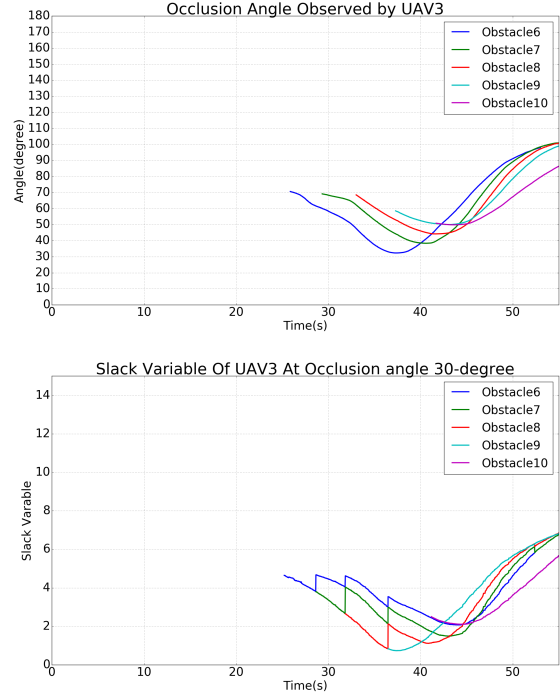 Occlusion Angle Observed by UAV3
180
170
160
150
140
130
120
110
100
90
80
70
60
50
40
30
20
10
0
Angle(degree)
Obstacle6
Obstacle7
Obstacle8
Obstacle9
Obstacle10
0 10 20 30 40 50
Time(s)
Slack Variable Of UAV3 At Occlusion angle 30-degree
14
12
10
8
6
4
2
0
Slack Varable
Obstacle6
Obstacle7
Obstacle8
Obstacle9
Obstacle10
0 10 20 30 40 50
Time(s)